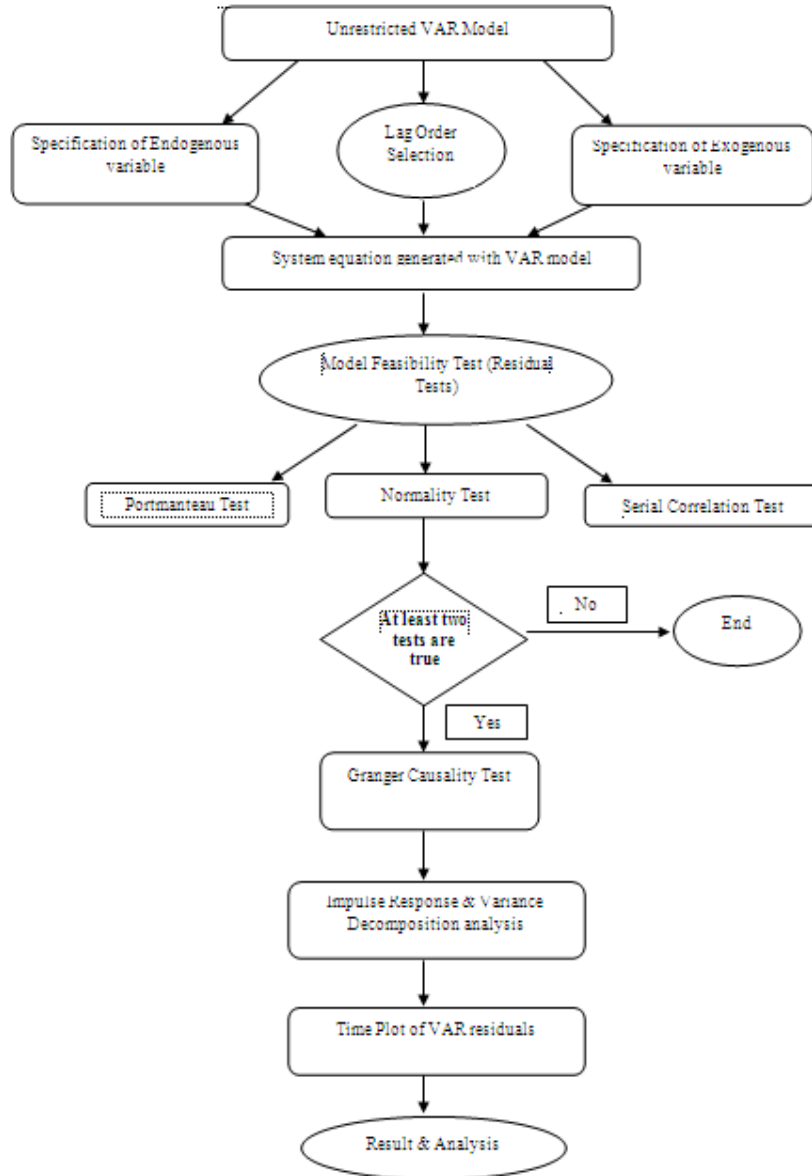 Unrestricted VAR Model
Specification of Endogenous
variable
Lag Order
Selection
Specification of Exogenous
variable
System equation generated with VAR model
Model Feasibility Test (Residual
Tests)
Portmanteau Test
Normality Test
Serial Correlation Test
At least two
tests are
true
No
End
Yes
Granger Causality Test
Impulse Response & Variance
Decomposition analysis
Time Plot of VAR residuals
Result & Analysis